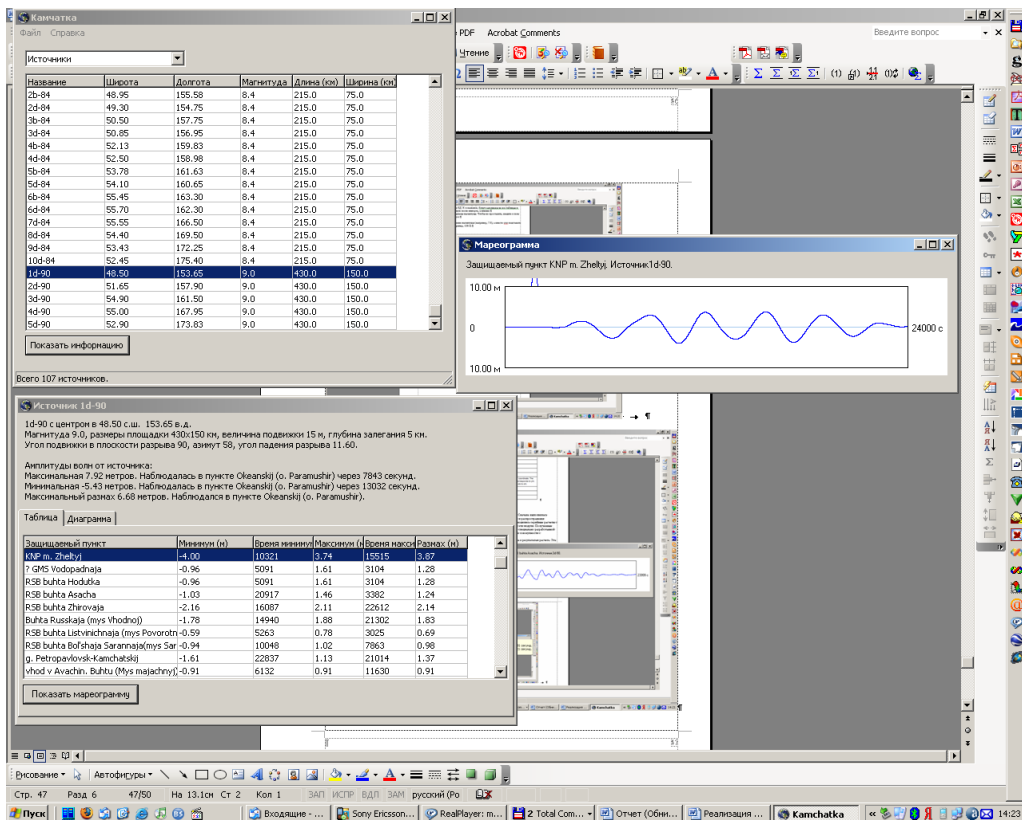 Камчатка
Файл Справка
Источники
Название Широта Долгота Магнитуда Длина (км) Ширина (км)
2b-84 48.95 155.58 8.4 215.0 75.0
2d-84 49.30 154.75 8.4 215.0 75.0
3b-84 50.50 157.75 8.4 215.0 75.0
3d-84 50.85 156.95 8.4 215.0 75.0
4b-84 52.13 159.83 8.4 215.0 75.0
4d-84 52.50 158.98 8.4 215.0 75.0
5b-84 53.78 161.63 8.4 215.0 75.0
5d-84 54.10 160.65 8.4 215.0 75.0
6b-84 55.45 163.30 8.4 215.0 75.0
6d-84 55.70 162.30 8.4 215.0 75.0
7d-84 55.55 166.50 8.4 215.0 75.0
8d-84 54.40 169.50 8.4 215.0 75.0
9d-84 53.43 172.25 8.4 215.0 75.0
10d-84 52.45 175.40 8.4 215.0 75.0
1d-90 48.50 153.65 9.0 430.0 150.0
2d-90 51.65 157.90 9.0 430.0 150.0
3d-90 54.90 161.50 9.0 430.0 150.0
4d-90 55.00 167.95 9.0 430.0 150.0
5d-90 52.90 173.83 9.0 430.0 150.0
Показать информацию
Всего 107 источников.
PDF Acrobat Comments
Введите вопрос
Чтение
Мареограмма
Защищаемый пункт KNP m. Zheltyj. Источник 1d-90.
10.00 м
0
24000 с
10.00 м
Источник 1d-90
1d-90 с центром в 48.50 с.ш. 153.65 в.д.
Магнитуда 9.0, размеры площадки 430x150 км, величина подвижки 15 м, глубина залегания 5 км.
Угол подвижки в плоскости разрыва 90, азимут 58, угол падения разрыва 11.60.
Амплитуды волн от источника:
Максимальная 7.92 метров. Наблюдалась в пункте Okeanskij (o. Paramushir) через 7843 секунд.
Минимальная -5.43 метров. Наблюдалась в пункте Okeanskij (o. Paramushir) через 13032 секунд.
Максимальный размах 6.68 метров. Наблюдался в пункте Okeanskij (o. Paramushir).
Таблица Диаграмма
Защищаемый пункт Минимум (м) Время миниму Максимум (м Время макси Размах (м)
KNP m. Zheltyj -4.00 10321 3.74 15515 3.87
? GMS Vodopadnaja -0.96 5091 1.61 3104 1.28
RSB buhta Hodutka -0.96 5091 1.61 3104 1.28
RSB buhta Asacha -1.03 20917 1.46 3382 1.24
RSB buhta Zhirovaja -2.16 16087 2.11 22612 2.14
Buhta Russkaja (mys Vhodnoj) -1.78 14940 1.88 21302 1.83
RSB buhta Listvinichnaja (mys Povorotn -0.59 5263 0.78 3025 0.69
RSB buhta Bol'shaja Sarannaja(mys Sar -0.94 10048 1.02 7863 0.98
g. Petropavlovsk-Kamchatskij -1.61 22837 1.13 21014 1.37
vhod v Avachin. Buhtu (Mys majachnyj) -0.91 6132 0.91 11630 0.91
Показать мареограмму
Рисование Автофигуры
Стр. 47 Разд 6 47/50 На 13.1см Ст 2 Кол 1 ЗАП ИСПР ВДЛ ЗАМ русский (Ро
Пуск Входящие - ... Sony Ericsson... RealPlayer: m... 2 Total Com... Отчет (Обни... Реализация ... Kamchatka 14:23